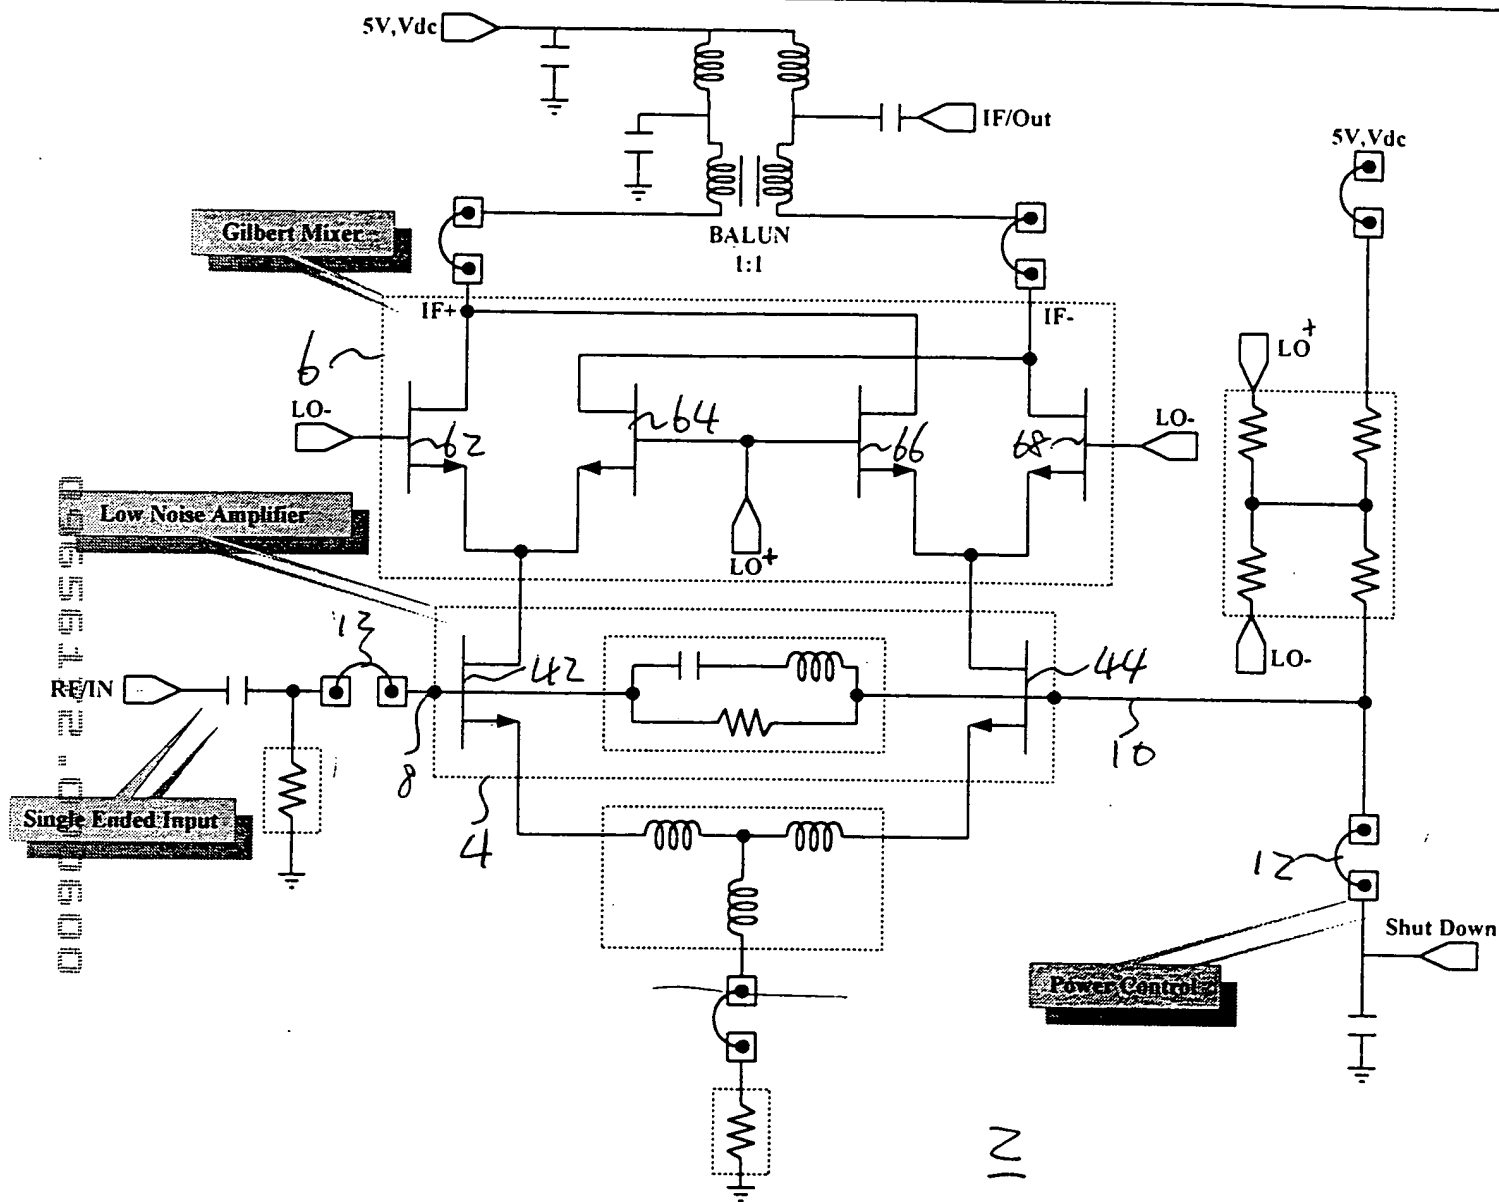 5V,Vdc
IF/Out
5V,Vdc
Gilbert Mixer
BALUN
1:1
IF+
IF-
6
LO+
LO-
62
64
66
68
LO-
Low Noise Amplifier
LO+
13
42
44
LO-
RF/IN
8
10
Single Ended Input
4
12
Shut Down
Power Control
2